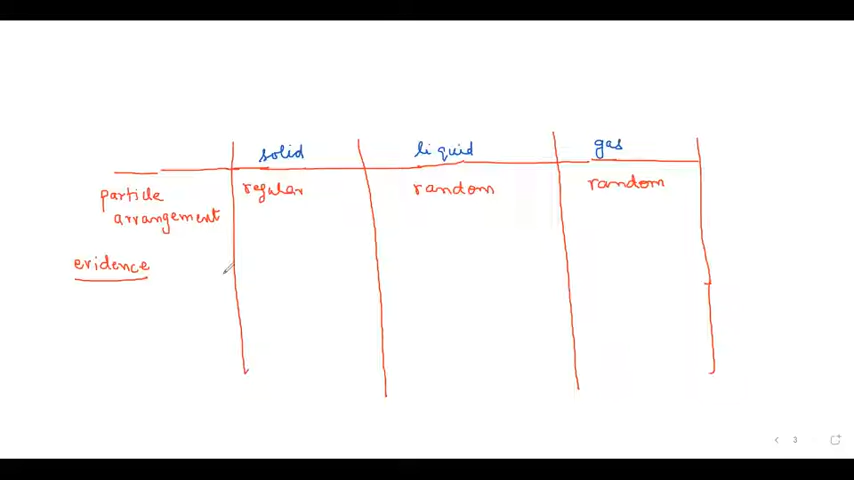 solid liquid gas
particle regular random random
arrangement
evidence
3